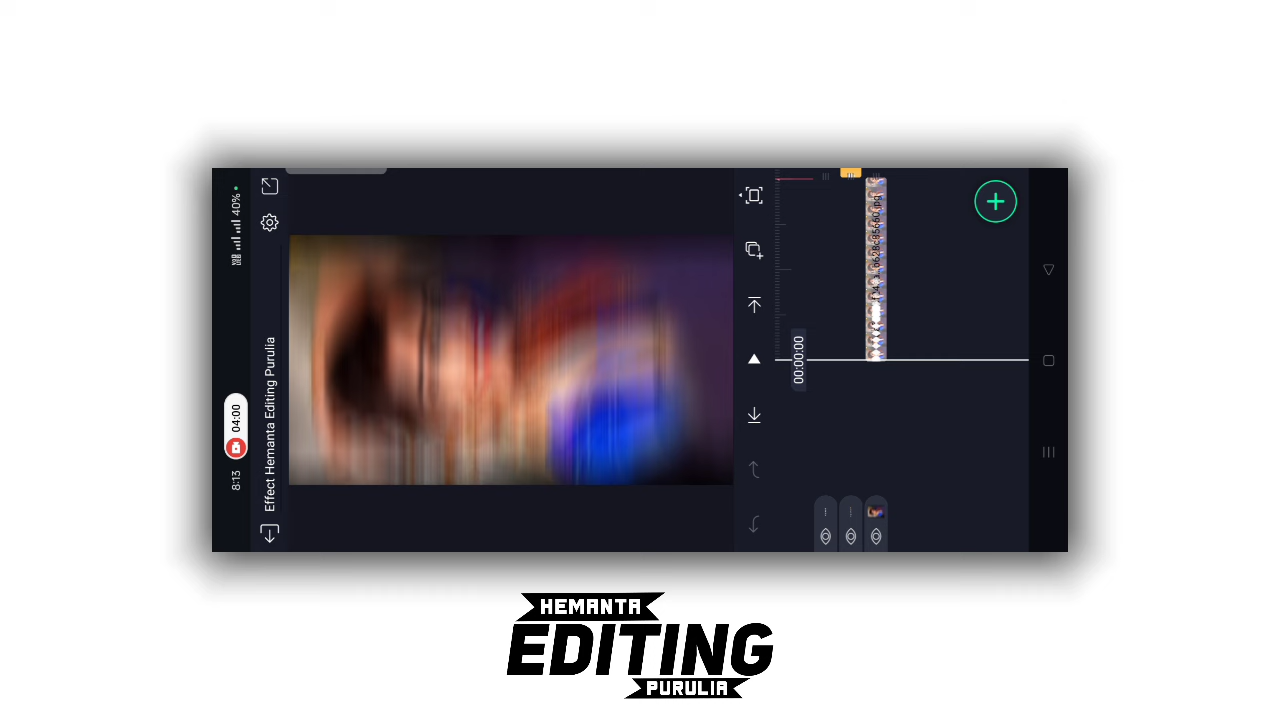 8:13
04:00
40%
Effect Hemanta Editing Purulia
00:00:00
HEMANTA
EDITING
PURULIA